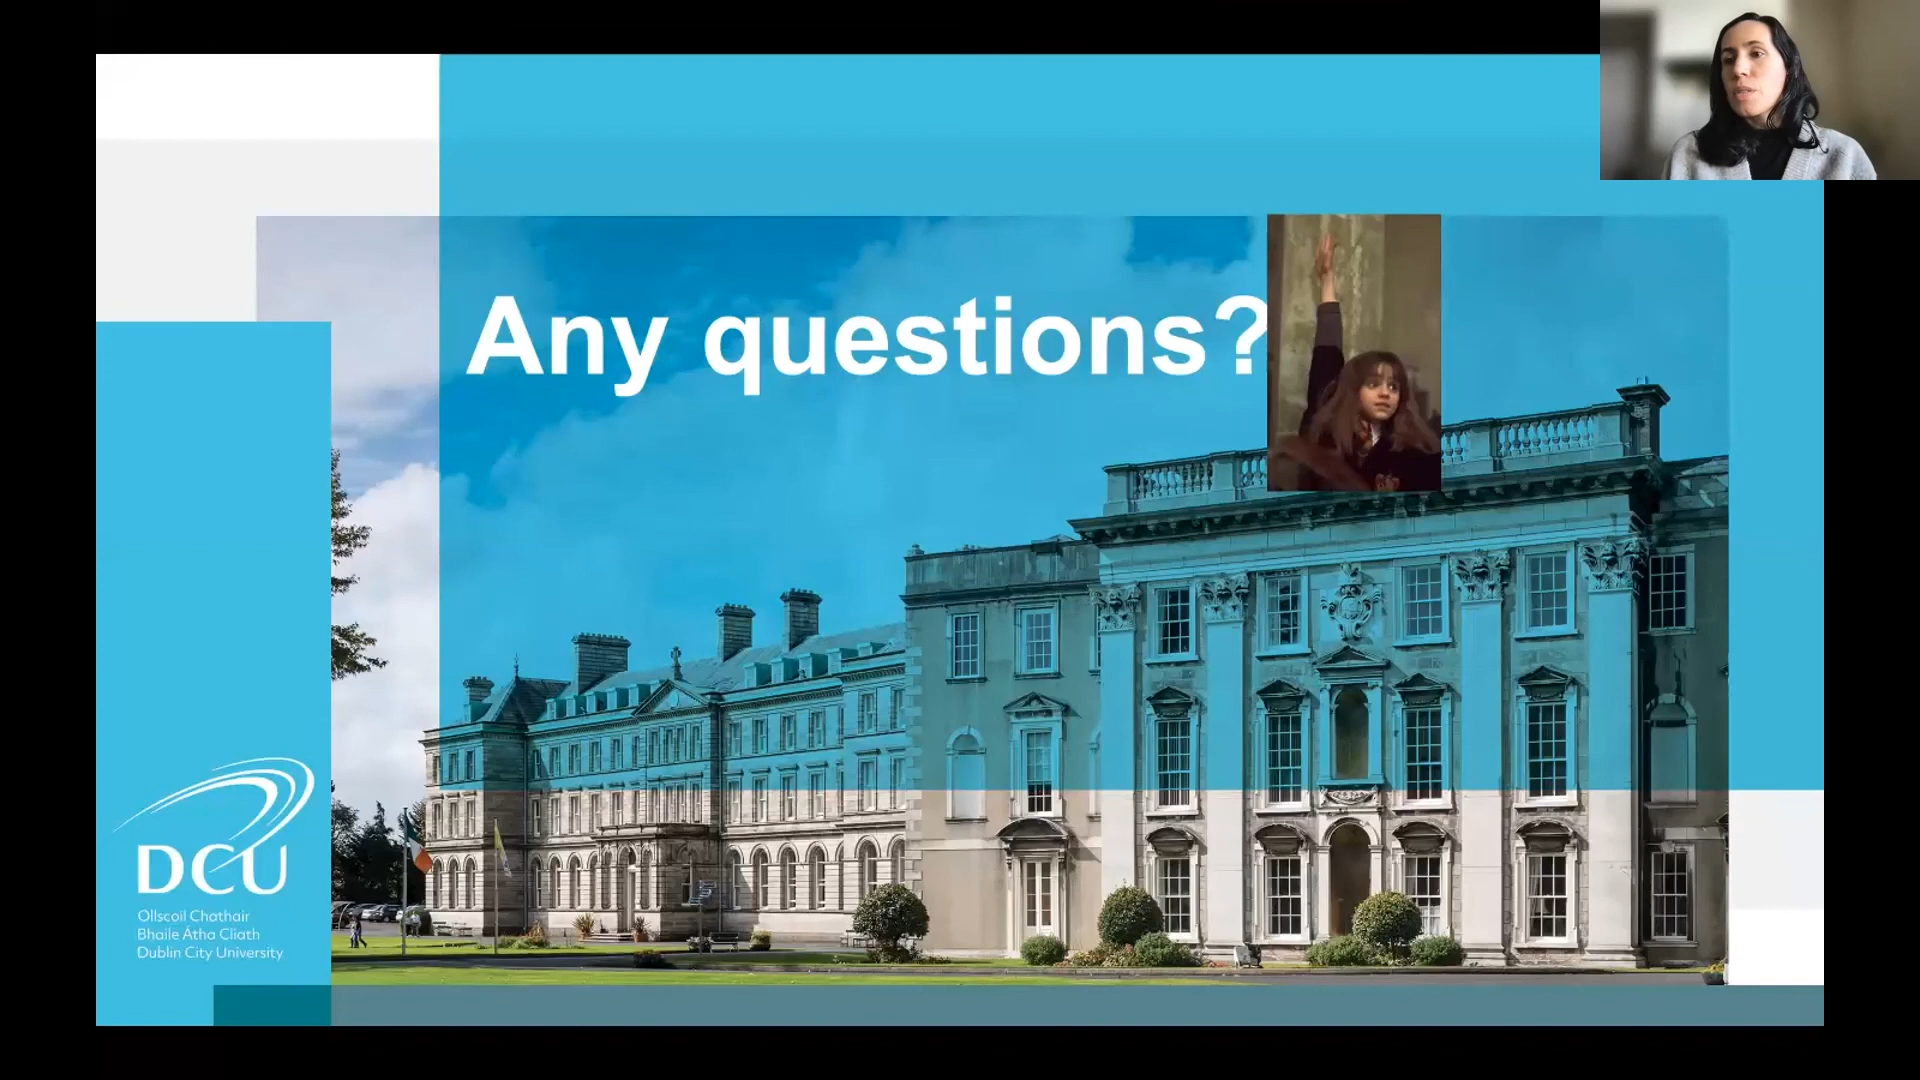 Any questions?
DCU
Ollscoil Chathair
Bhaile Átha Cliath
Dublin City University